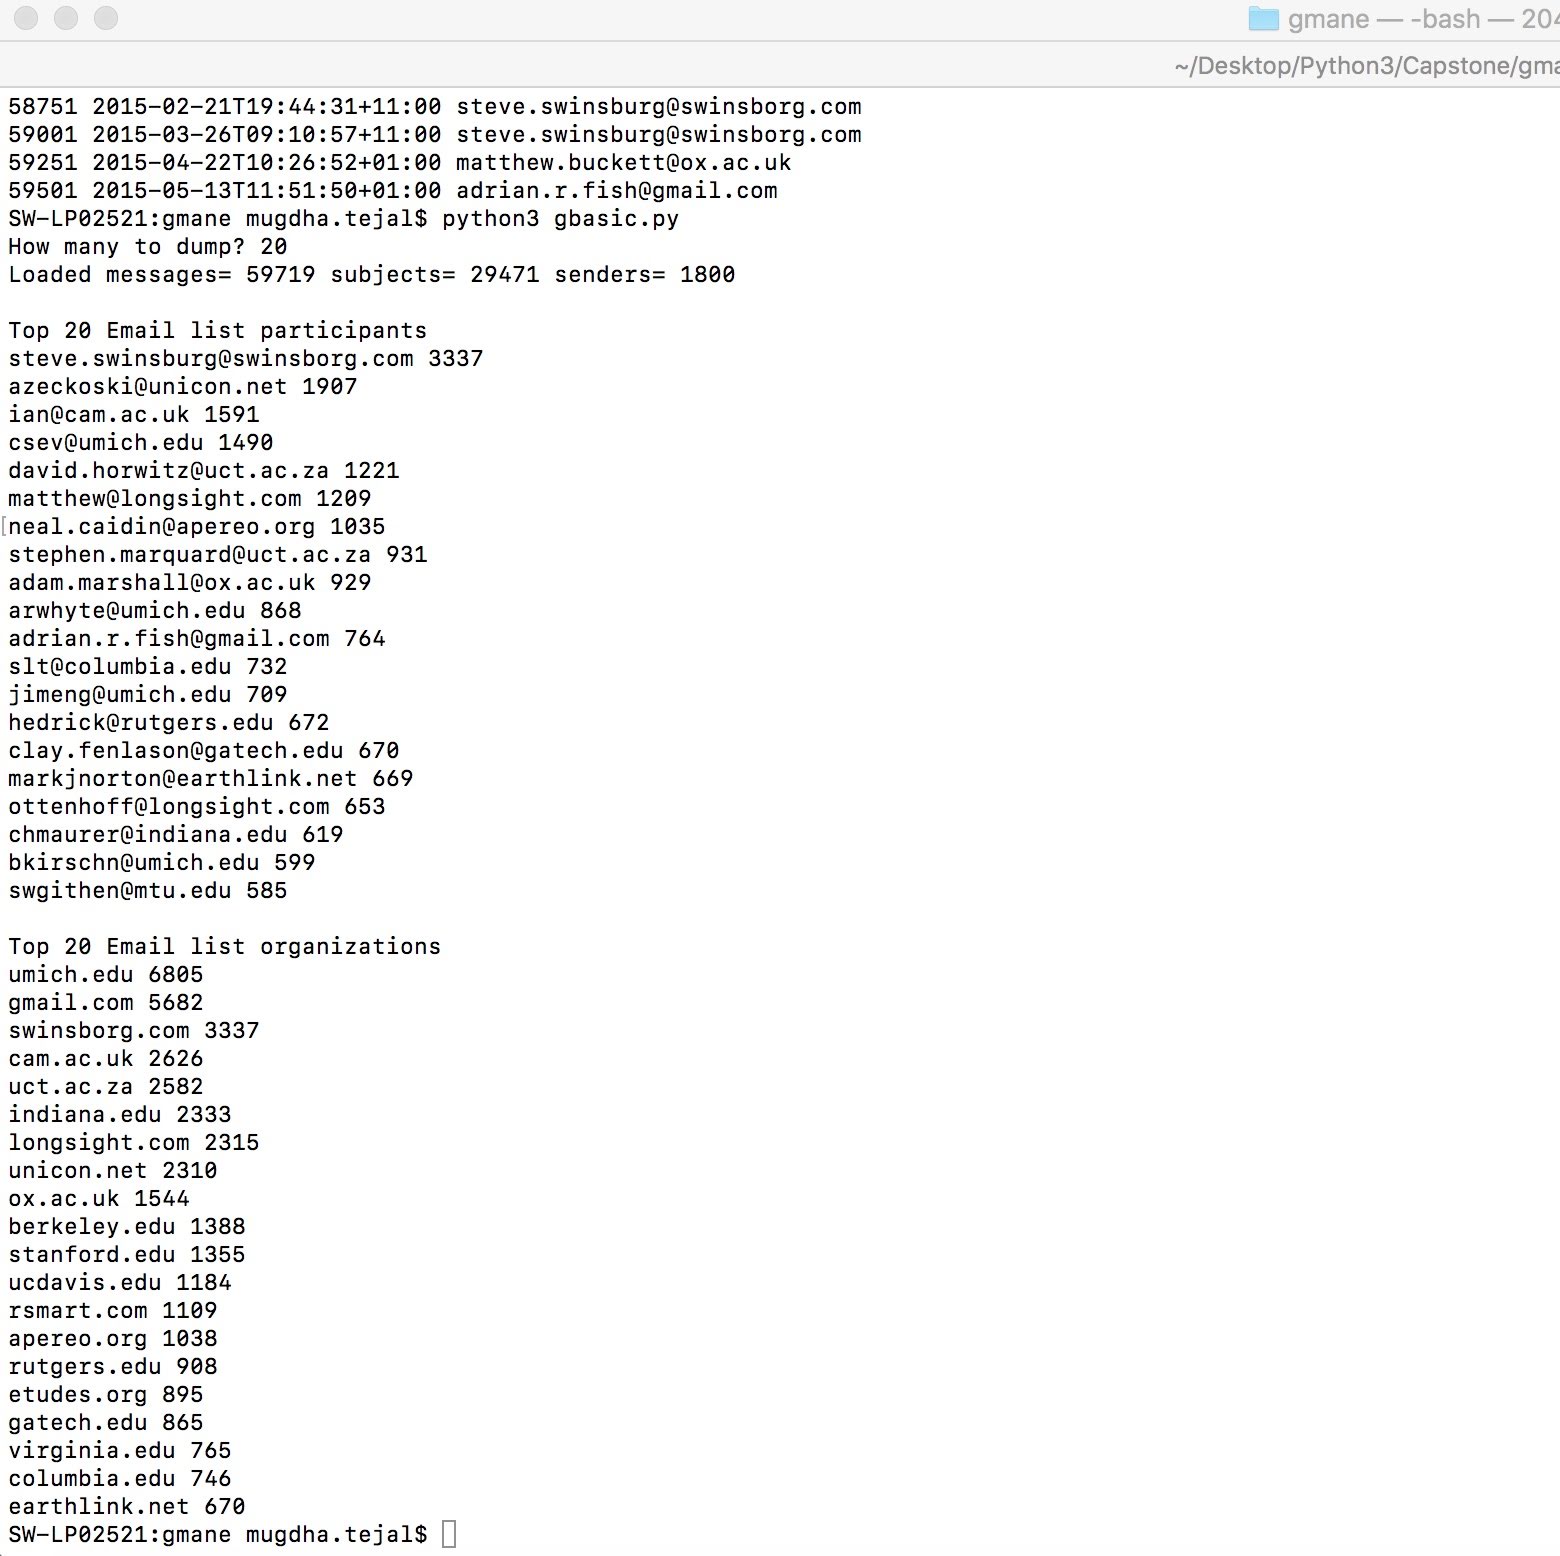 gmane — -bash — 204
~/Desktop/Python3/Capstone/gma
58751 2015-02-21T19:44:31+11:00 steve.swinsburg@swinsborg.com
59001 2015-03-26T09:10:57+11:00 steve.swinsburg@swinsborg.com
59251 2015-04-22T10:26:52+01:00 matthew.buckett@ox.ac.uk
59501 2015-05-13T11:51:50+01:00 adrian.r.fish@gmail.com
SW-LP02521:gmane mugdha.tejal$ python3 gbasic.py
How many to dump? 20
Loaded messages= 59719 subjects= 29471 senders= 1800

Top 20 Email list participants
steve.swinsburg@swinsborg.com 3337
azeckoski@unicon.net 1907
ian@cam.ac.uk 1591
csev@umich.edu 1490
david.horwitz@uct.ac.za 1221
matthew@longsight.com 1209
[neal.caidin@apereo.org 1035
stephen.marquard@uct.ac.za 931
adam.marshall@ox.ac.uk 929
arwhyte@umich.edu 868
adrian.r.fish@gmail.com 764
slt@columbia.edu 732
jimeng@umich.edu 709
hedrick@rutgers.edu 672
clay.fenlason@gatech.edu 670
markjnorton@earthlink.net 669
ottenhoff@longsight.com 653
chmaurer@indiana.edu 619
bkirschn@umich.edu 599
swgithen@mtu.edu 585

Top 20 Email list organizations
umich.edu 6805
gmail.com 5682
swinsborg.com 3337
cam.ac.uk 2626
uct.ac.za 2582
indiana.edu 2333
longsight.com 2315
unicon.net 2310
ox.ac.uk 1544
berkeley.edu 1388
stanford.edu 1355
ucdavis.edu 1184
rsmart.com 1109
apereo.org 1038
rutgers.edu 908
etudes.org 895
gatech.edu 865
virginia.edu 765
columbia.edu 746
earthlink.net 670
SW-LP02521:gmane mugdha.tejal$